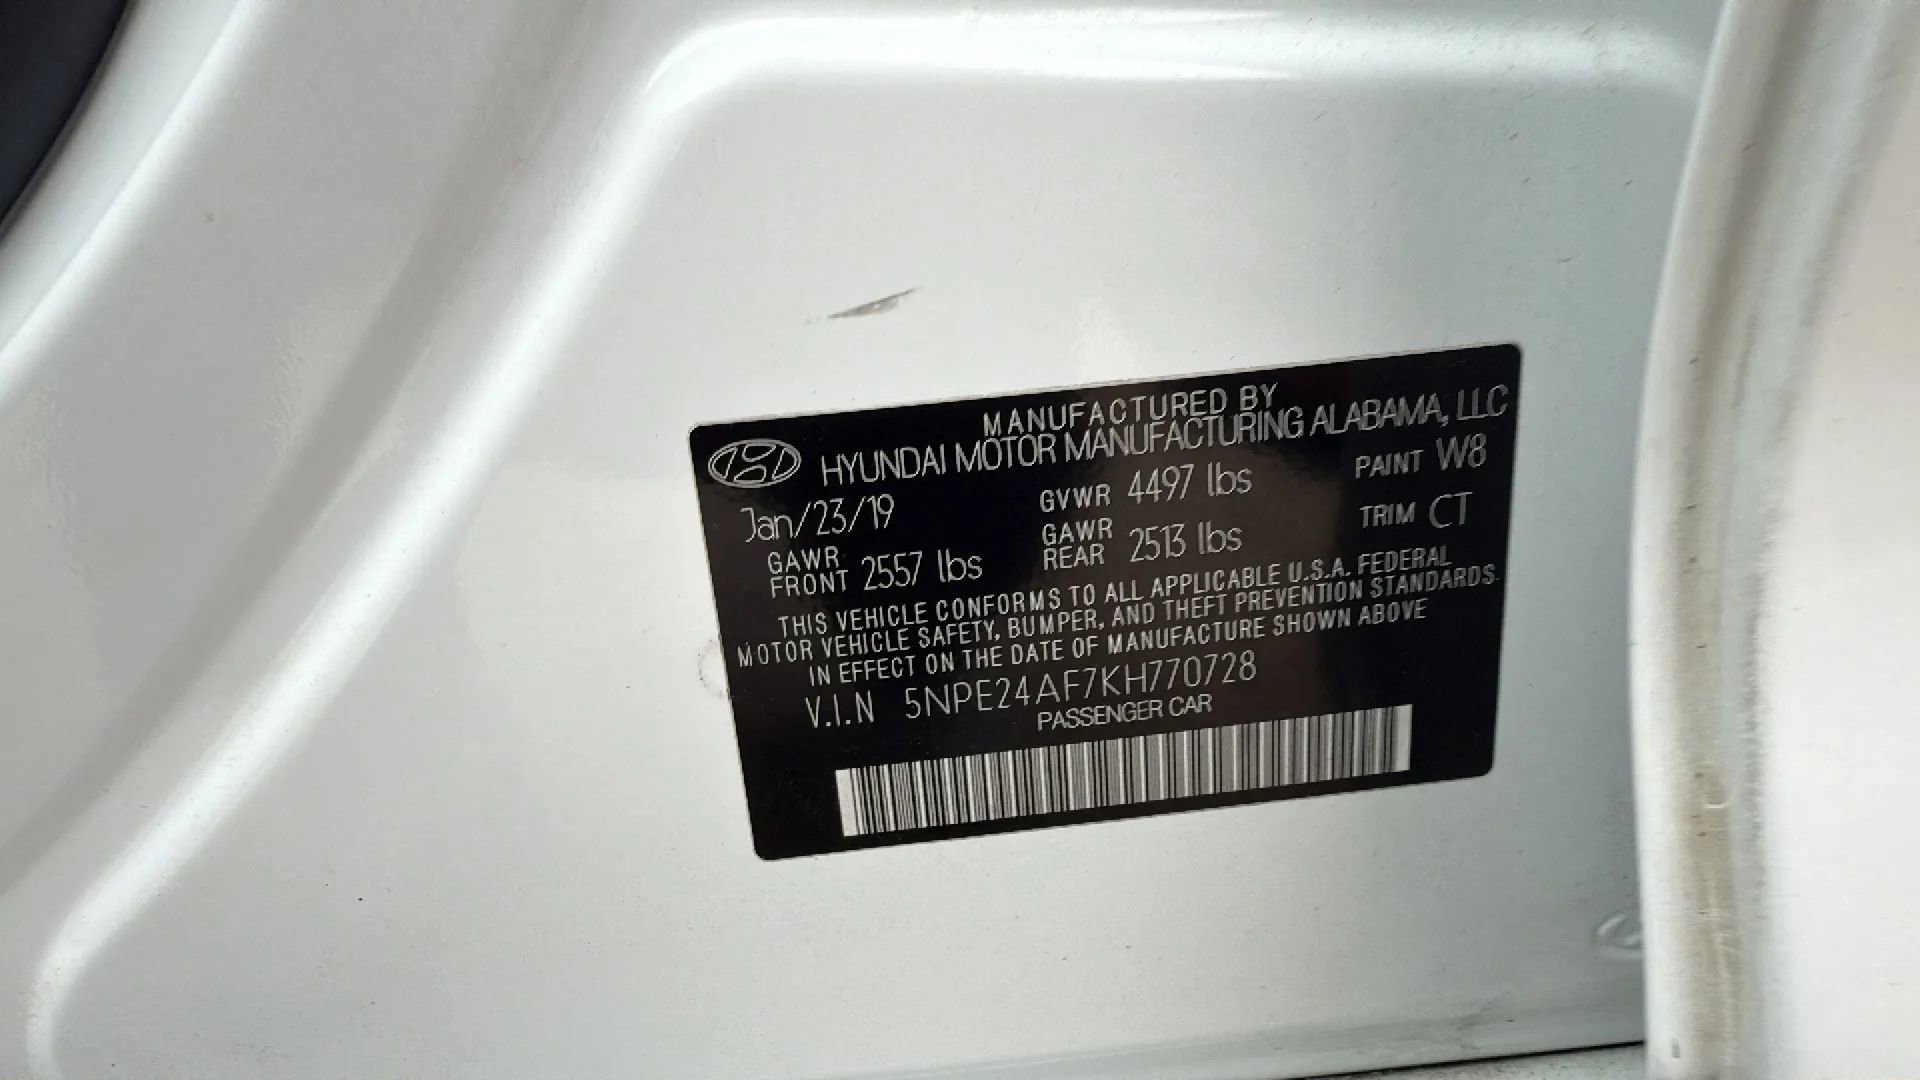 MANUFACTURED BY
HYUNDAI MOTOR MANUFACTURING ALABAMA, LLC
Jan/23/19 GVWR 4497 lbs PAINT W8
GAWR FRONT 2557 lbs GAWR REAR 2513 lbs TRIM CT
THIS VEHICLE CONFORMS TO ALL APPLICABLE U.S.A. FEDERAL
MOTOR VEHICLE SAFETY, BUMPER, AND THEFT PREVENTION STANDARDS
IN EFFECT ON THE DATE OF MANUFACTURE SHOWN ABOVE
V.I.N 5NPE24AF7KH770728
PASSENGER CAR